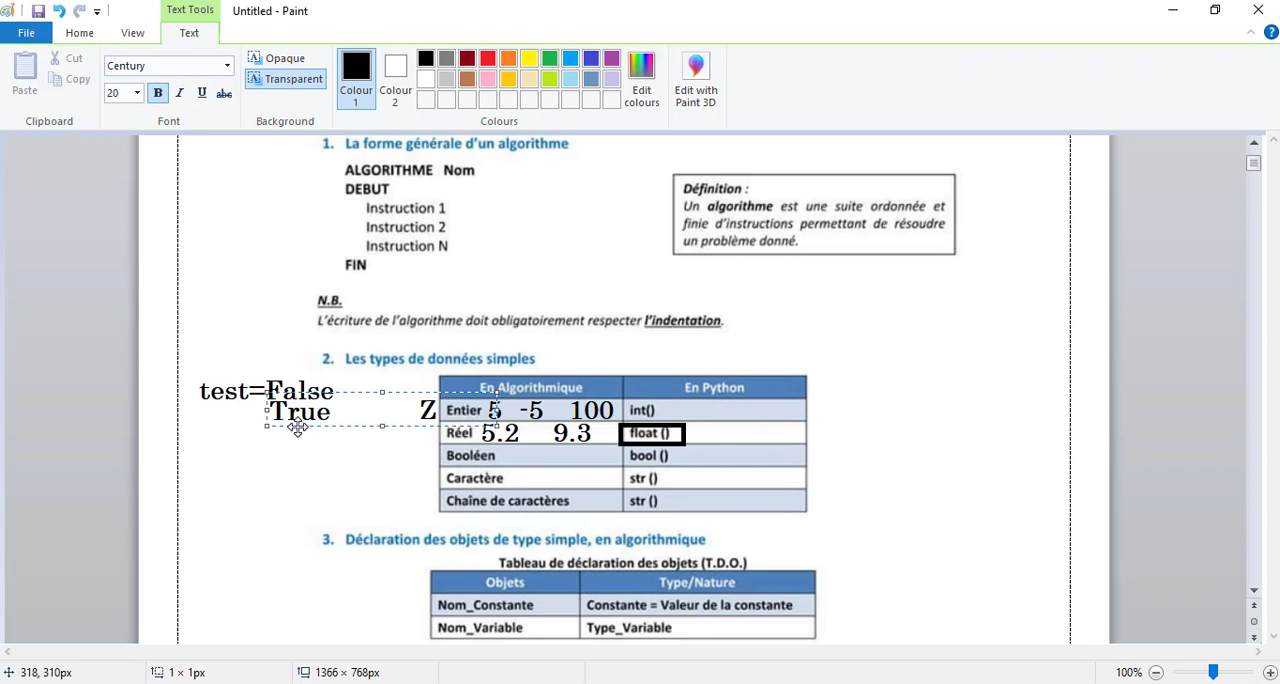 Text Tools
Untitled - Paint
File Home View Text
Paste
Cut
Copy
Clipboard
Century
20 B I U abc
Font
Opaque
Transparent
Background
Colour 1
Colour 2
Colours
Edit colours
Edit with Paint 3D
1. La forme générale d'un algorithme
ALGORITHME Nom
DEBUT
Instruction 1
Instruction 2
Instruction N
FIN
Définition :
Un algorithme est une suite ordonnée et
finie d'instructions permettant de résoudre
un problème donné.
N.B.
L'écriture de l'algorithme doit obligatoirement respecter l'indentation.
2. Les types de données simples
test=False
True
Z
En Algorithmique En Python
Entier 5 -5 100 int()
Réel 5.2 9.3 float ()
Booléen bool ()
Caractère str ()
Chaîne de caractères str ()
3. Déclaration des objets de type simple, en algorithmique
Tableau de déclaration des objets (T.D.O.)
Objets Type/Nature
Nom_Constante Constante = Valeur de la constante
Nom_Variable Type_Variable
318, 310px 1 × 1px 1366 × 768px 100%